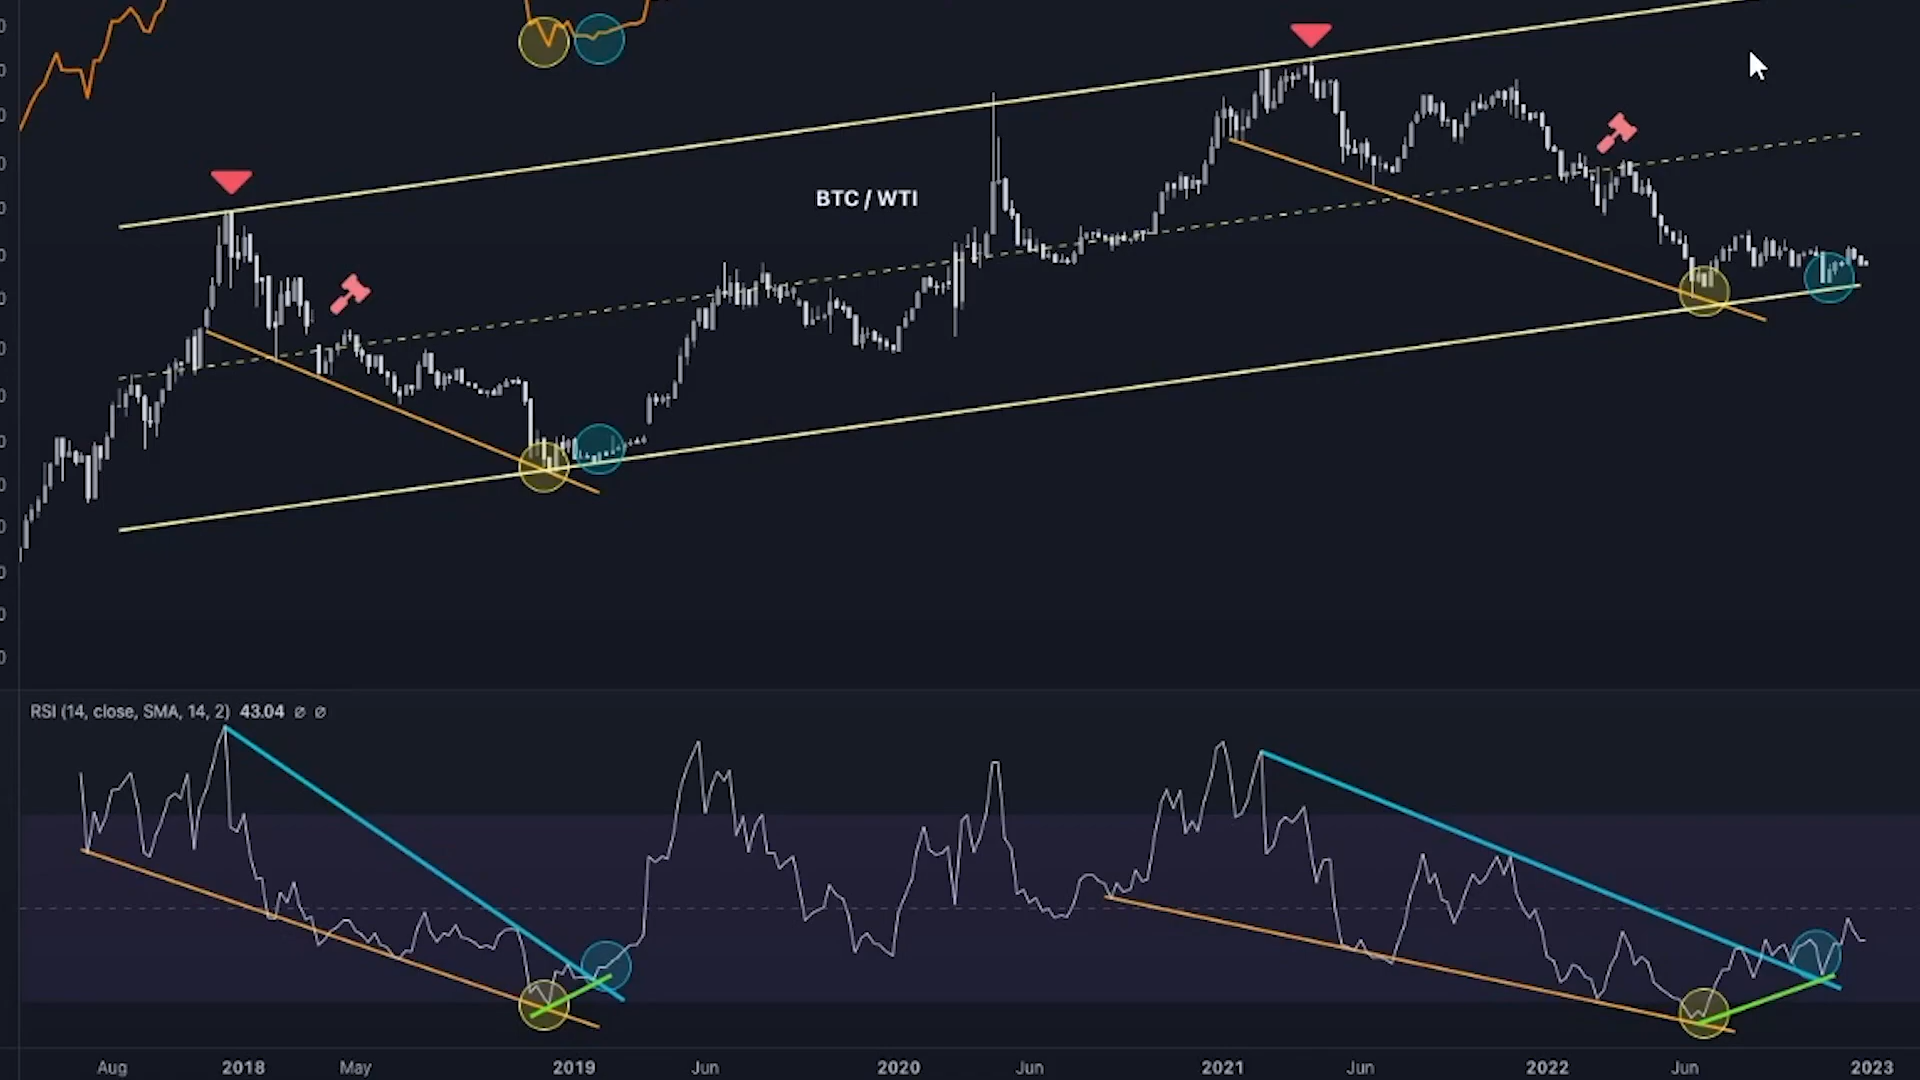 BTC / WTI
RSI (14, close, SMA, 14, 2) 43.04 ∅ ∅
Aug 2018 May 2019 Jun 2020 Jun 2021 Jun 2022 Jun 2023